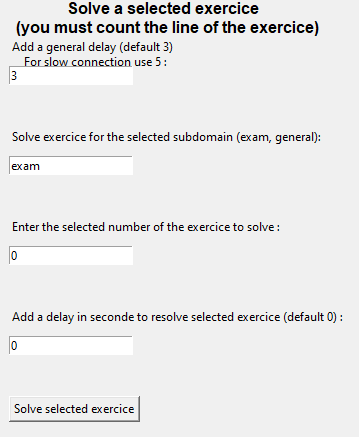 Solve a selected exercice
(you must count the line of the exercice)
Add a general delay (default 3)
For slow connection use 5 :
3
Solve exercice for the selected subdomain (exam, general):
exam
Enter the selected number of the exercice to solve :
0
Add a delay in seconde to resolve selected exercice (default 0) :
0
Solve selected exercice